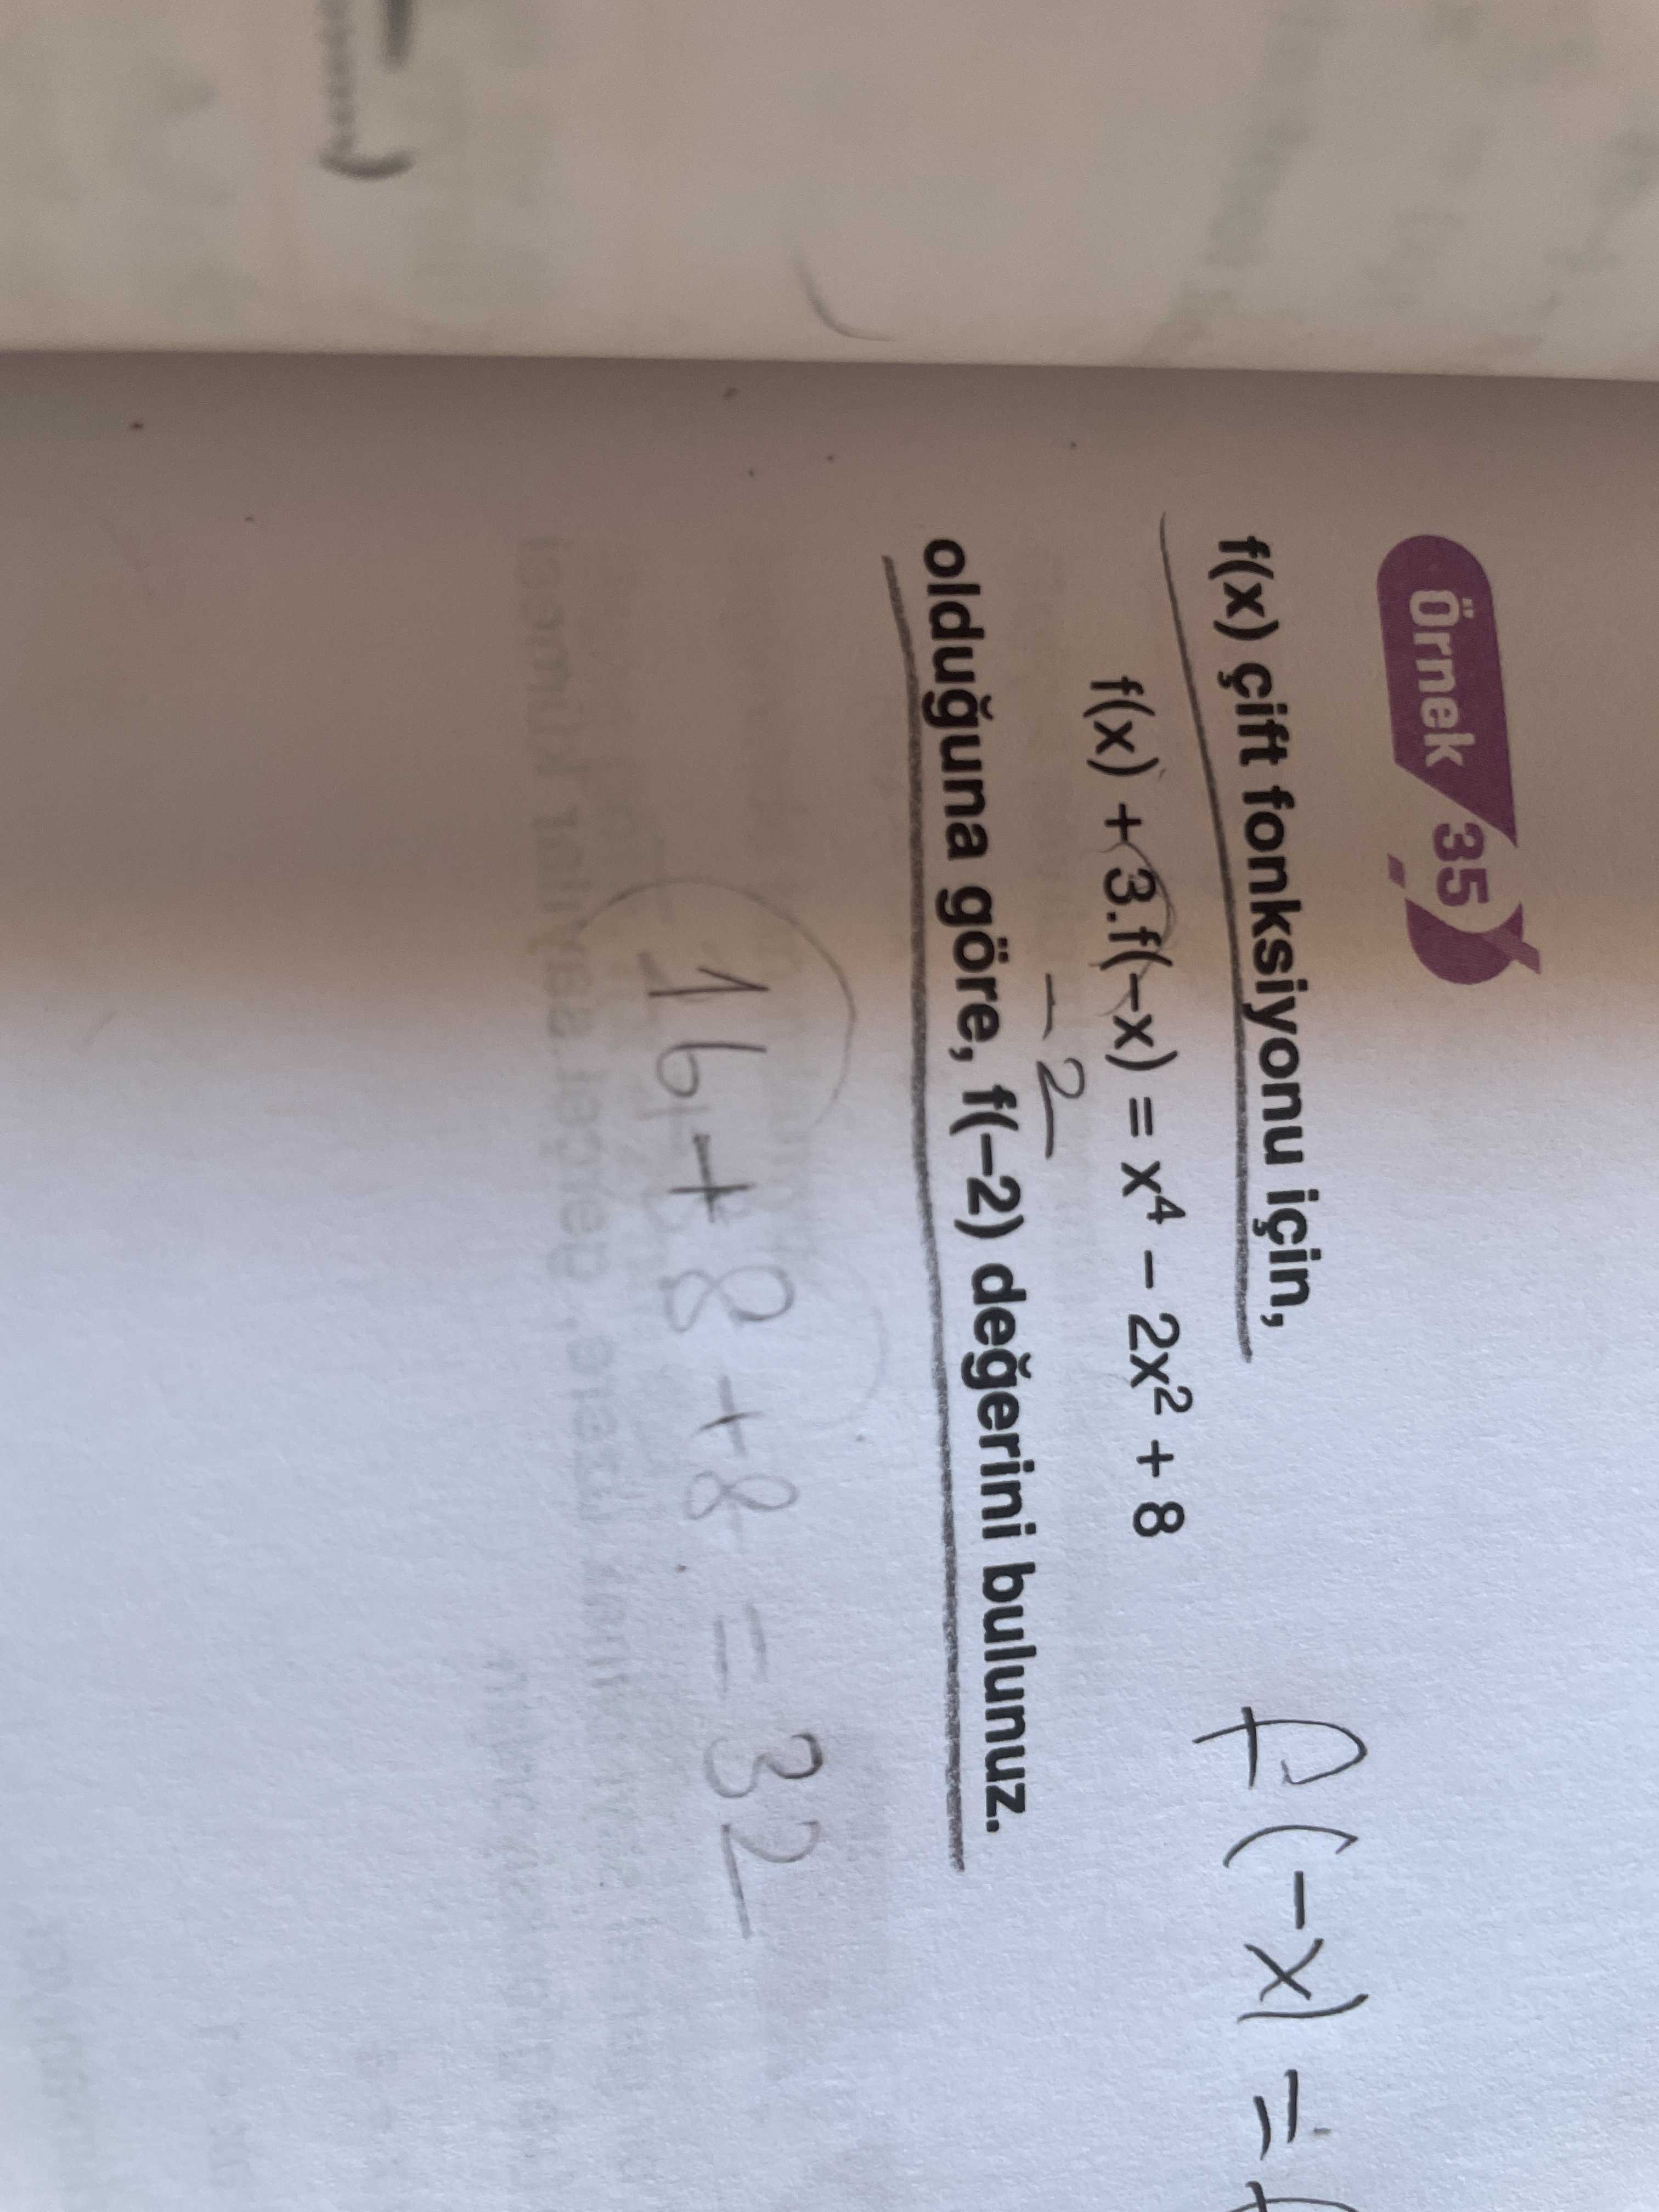 Örnek 35
f(x) çift fonksiyonu için,
f(-x) =
f(x) + 3.f(–x) = x⁴ – 2x² + 8
-2
olduğuna göre, f(–2) değerini bulunuz.
16 + 8 + 8 = 32